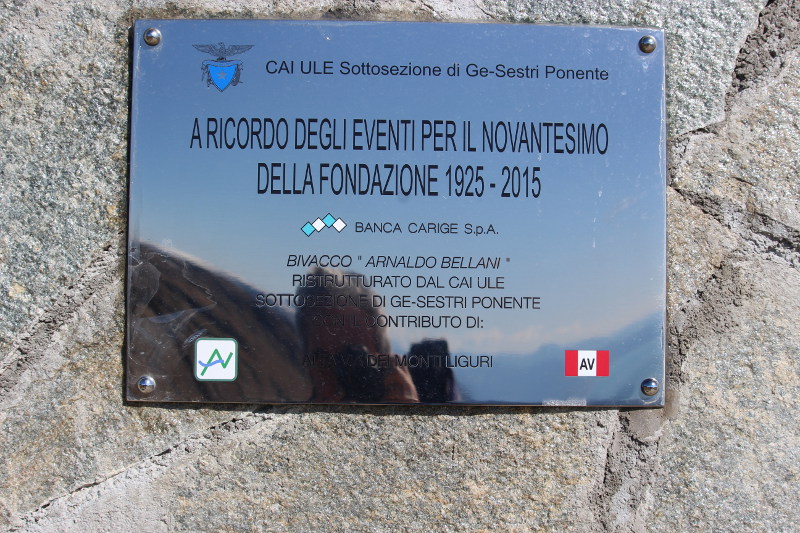 CAI ULE Sottosezione di Ge-Sestri Ponente
A RICORDO DEGLI EVENTI PER IL NOVANTESIMO
DELLA FONDAZIONE 1925 - 2015
BANCA CARIGE S.p.A.
BIVACCO " ARNALDO BELLANI "
RISTRUTTURATO DAL CAI ULE
SOTTOSEZIONE DI GE-SESTRI PONENTE
CONTRIBUTO DI:
DEI MONTI LIGURI
AV
AV